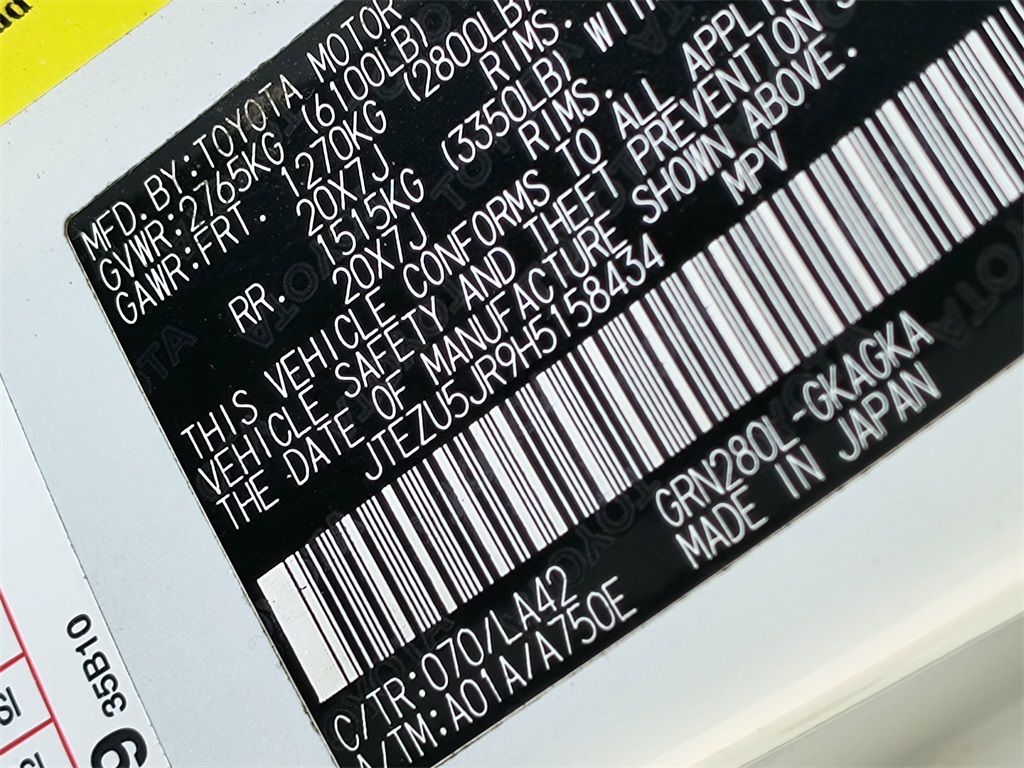 MFD.BY:TOYOTA MOTOR
GVWR:2765KG (6100LB)
GAWR:FRT. 1270KG (2800LB)
20X7J RIMS. WITH
RR. 1515KG (3350LB)
20X7J RIMS.
THIS VEHICLE CONFORMS TO ALL
VEHICLE SAFETY AND THEFT PREVENTION
THE DATE OF MANUFACTURE SHOWN ABOVE.
JTEZU5JR9H5158434 MPV
GRN280L-GKAGKA
MADE IN JAPAN
C/TR:070/LA42
A/TM:A01A/A750E
35B10